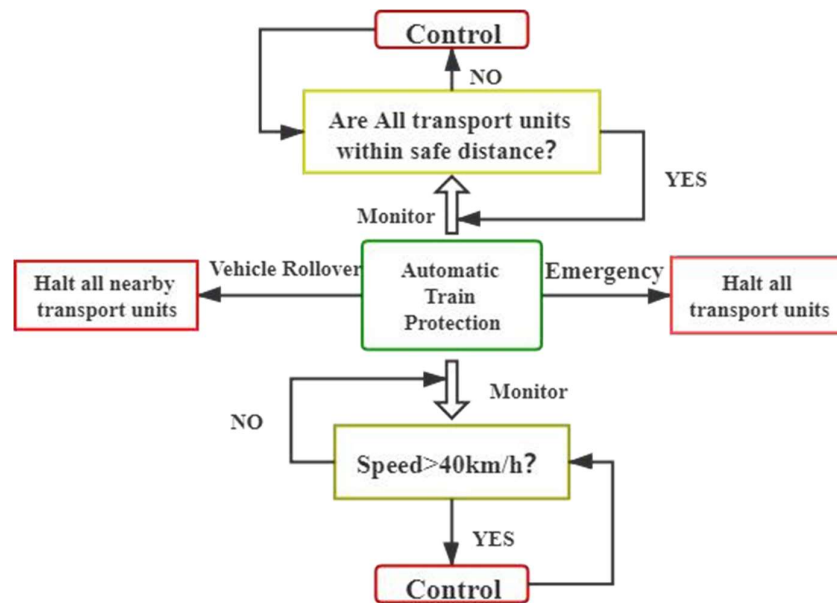 Control
NO
Are All transport units
within safe distance?
YES
Monitor
Vehicle Rollover
Emergency
Halt all nearby
transport units
Automatic
Train
Protection
Halt all
transport units
Monitor
NO
Speed>40km/h?
YES
Control